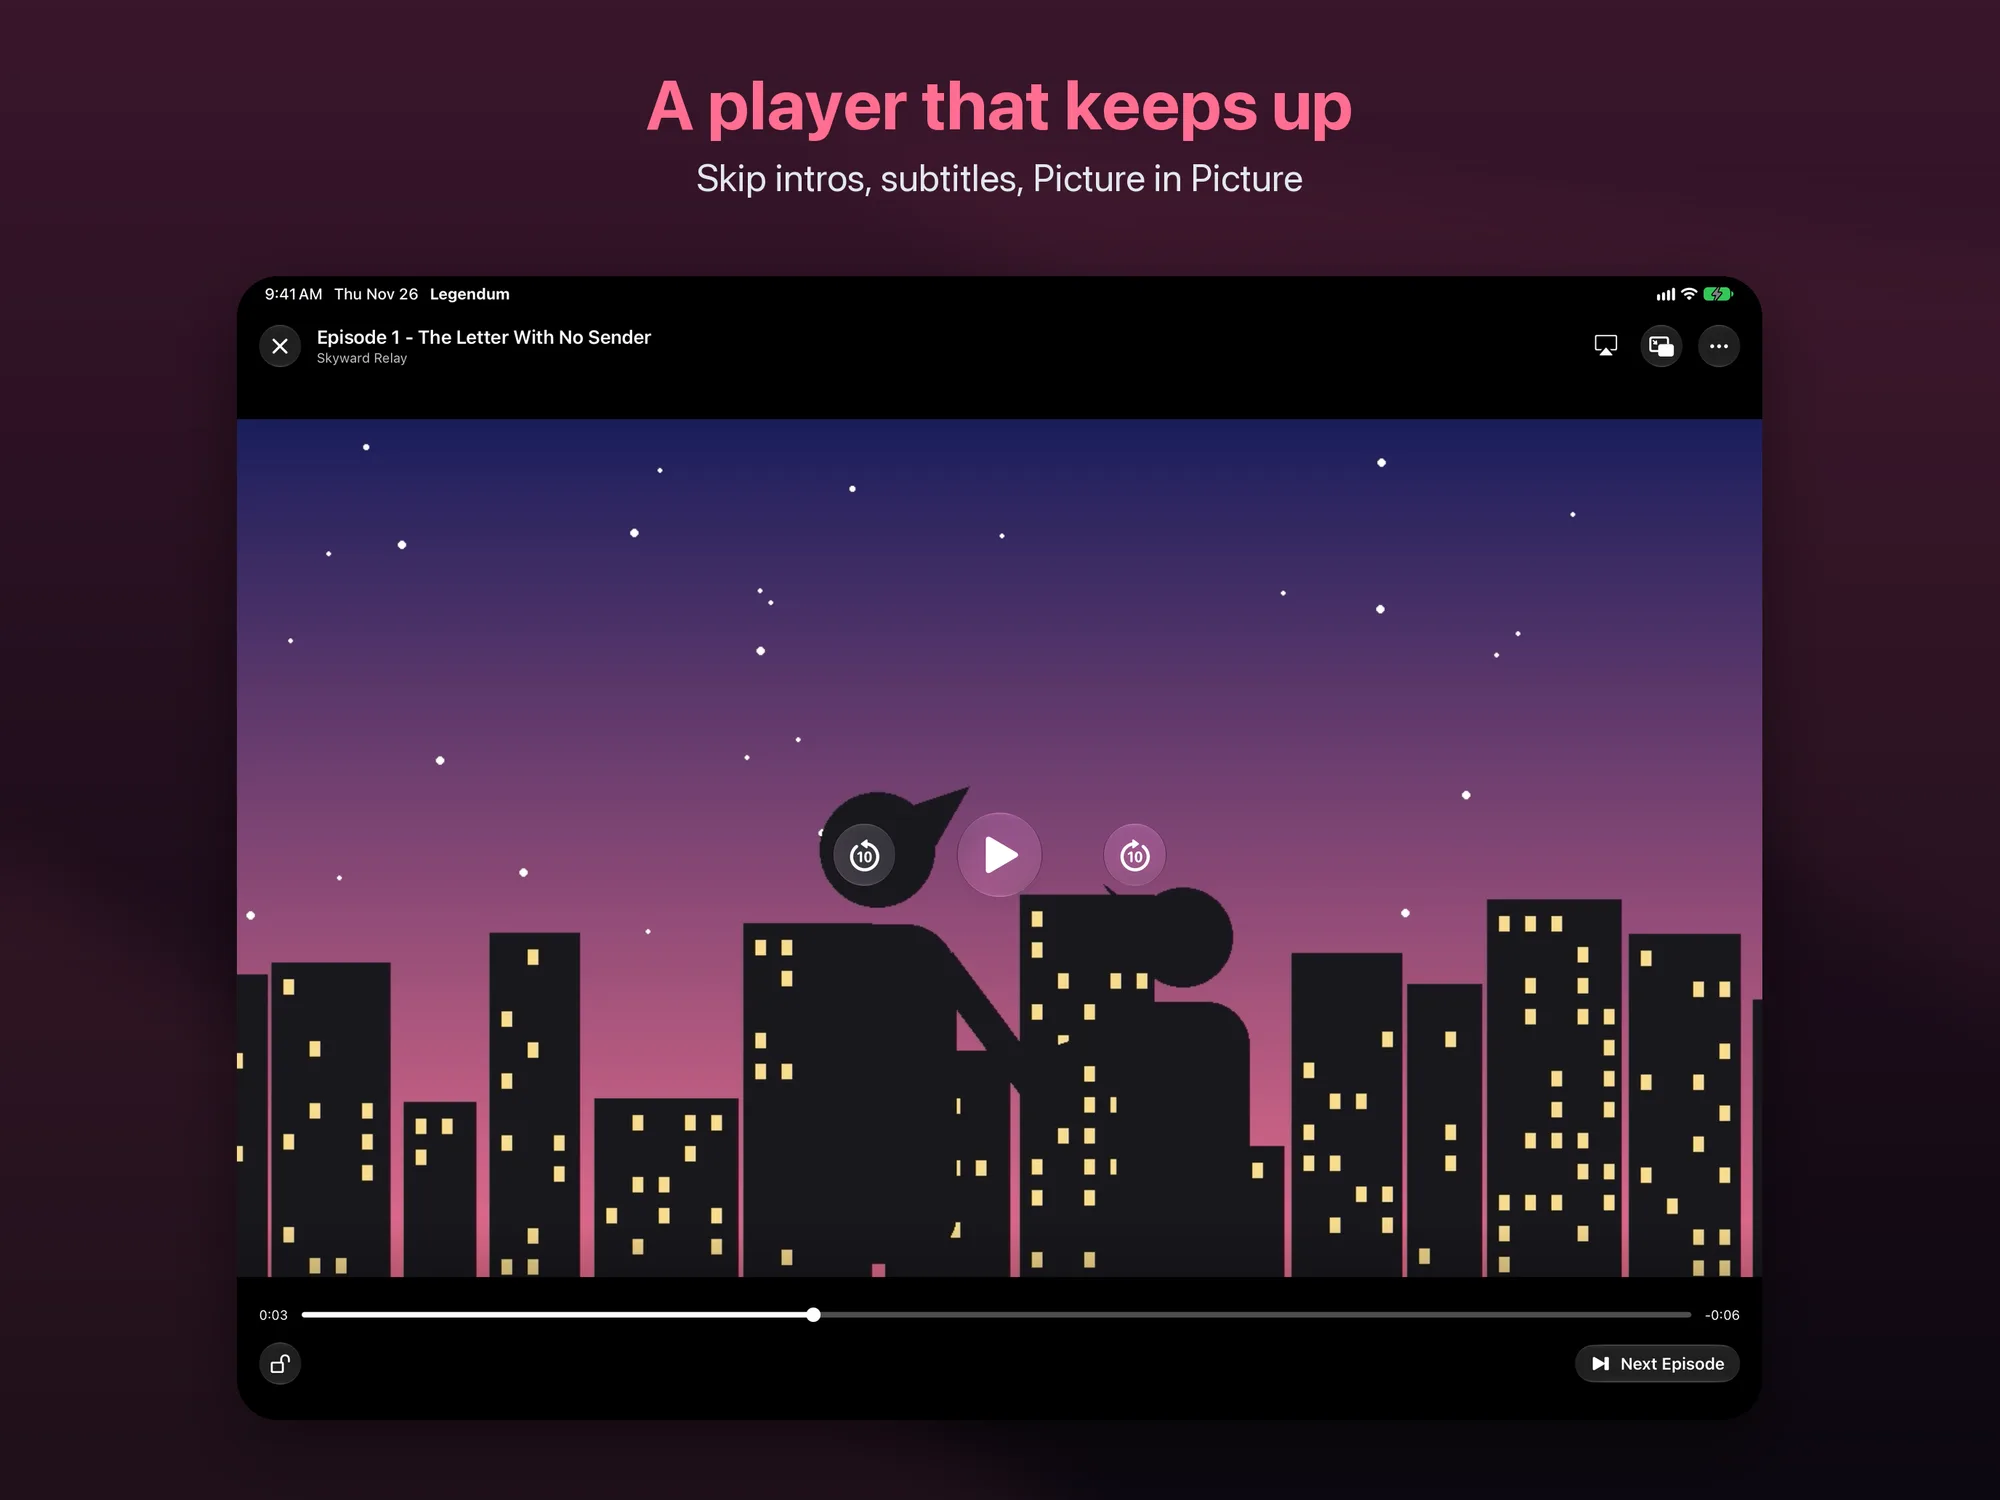 A player that keeps up
Skip intros, subtitles, Picture in Picture
9:41 AM Thu Nov 26 Legendum
Episode 1 - The Letter With No Sender
Skyward Relay
10
10
0:03
-0:06
Next Episode